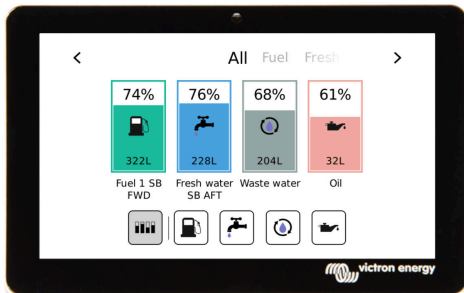 All Fuel Fresh
74% 76% 68% 61%
322L 228L 204L 32L
Fuel 1 SB Fresh water Waste water Oil
FWD SB AFT
victron energy